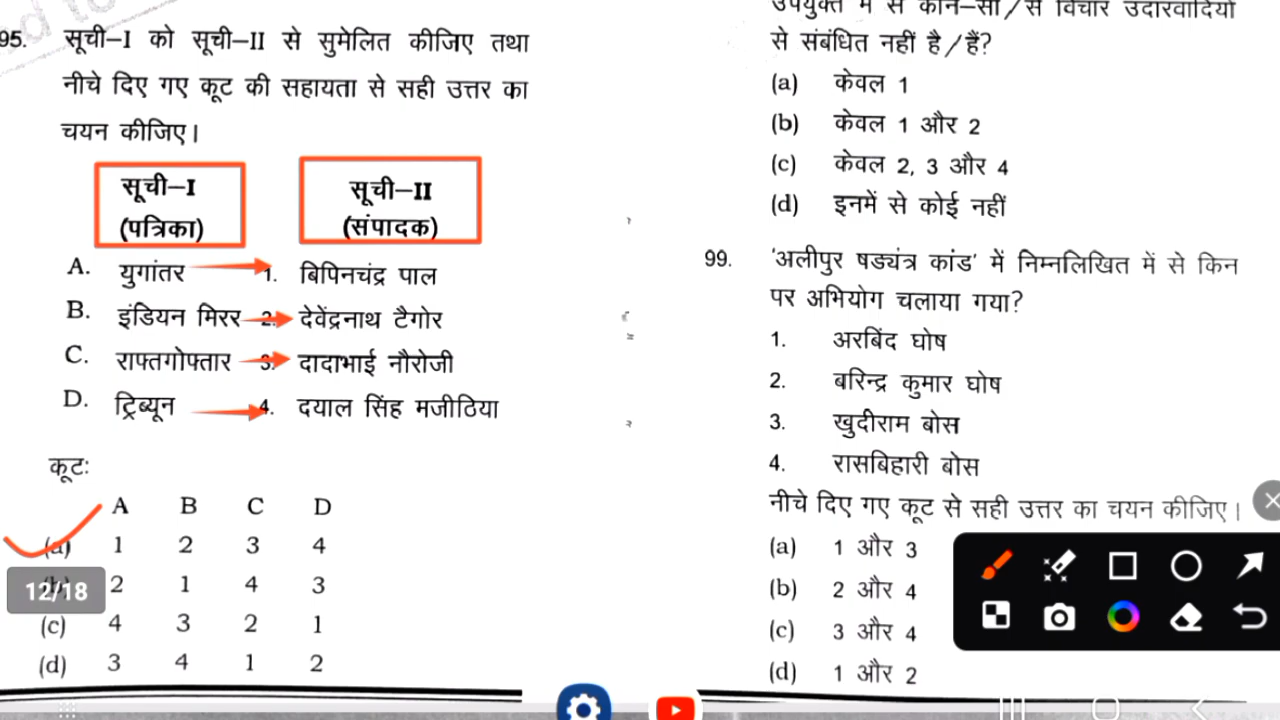 95. सूची–I को सूची–II से सुमेलित कीजिए तथा
नीचे दिए गए कूट की सहायता से सही उत्तर का
चयन कीजिए।
सूची–I
(पत्रिका)
सूची–II
(संपादक)
A. युगांतर 1. बिपिनचंद्र पाल
B. इंडियन मिरर 2. देवेंद्रनाथ टैगोर
C. राफ्तगोफ्तार 3. दादाभाई नौरोजी
D. ट्रिब्यून 4. दयाल सिंह मजीठिया
कूटः
A B C D
(a) 1 2 3 4
(b) 2 1 4 3
(c) 4 3 2 1
(d) 3 4 1 2
12/18
उपर्युक्त में से कौन–सा/से विचार उदारवादियों
से संबंधित नहीं है/हैं?
(a) केवल 1
(b) केवल 1 और 2
(c) केवल 2, 3 और 4
(d) इनमें से कोई नहीं
99. 'अलीपुर षड्यंत्र कांड' में निम्नलिखित में से किन
पर अभियोग चलाया गया?
1. अरबिंद घोष
2. बरिन्द्र कुमार घोष
3. खुदीराम बोस
4. रासबिहारी बोस
नीचे दिए गए कूट से सही उत्तर का चयन कीजिए।
(a) 1 और 3
(b) 2 और 4
(c) 3 और 4
(d) 1 और 2